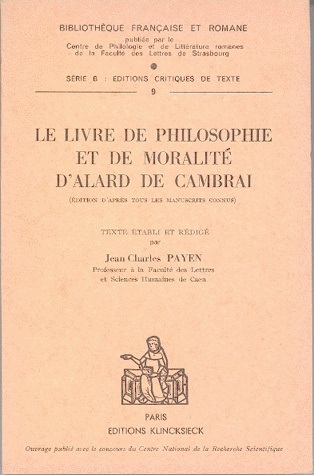 BIBLIOTHÈQUE FRANÇAISE ET ROMANE
publiée par le
Centre de Philologie et de Littérature romanes
de la Faculté des Lettres de Strasbourg
SÉRIE B : EDITIONS CRITIQUES DE TEXTE
9
LE LIVRE DE PHILOSOPHIE
ET DE MORALITÉ
D'ALARD DE CAMBRAI
(ÉDITION D'APRÈS TOUS LES MANUSCRITS CONNUS)
TEXTE ÉTABLI ET RÉDIGÉ
par
Jean Charles PAYEN
Professeur à la Faculté des Lettres
et Sciences Humaines de Caen
PARIS
EDITIONS KLINCKSIECK
Ouvrage publié avec le concours du Centre National de la Recherche Scientifique